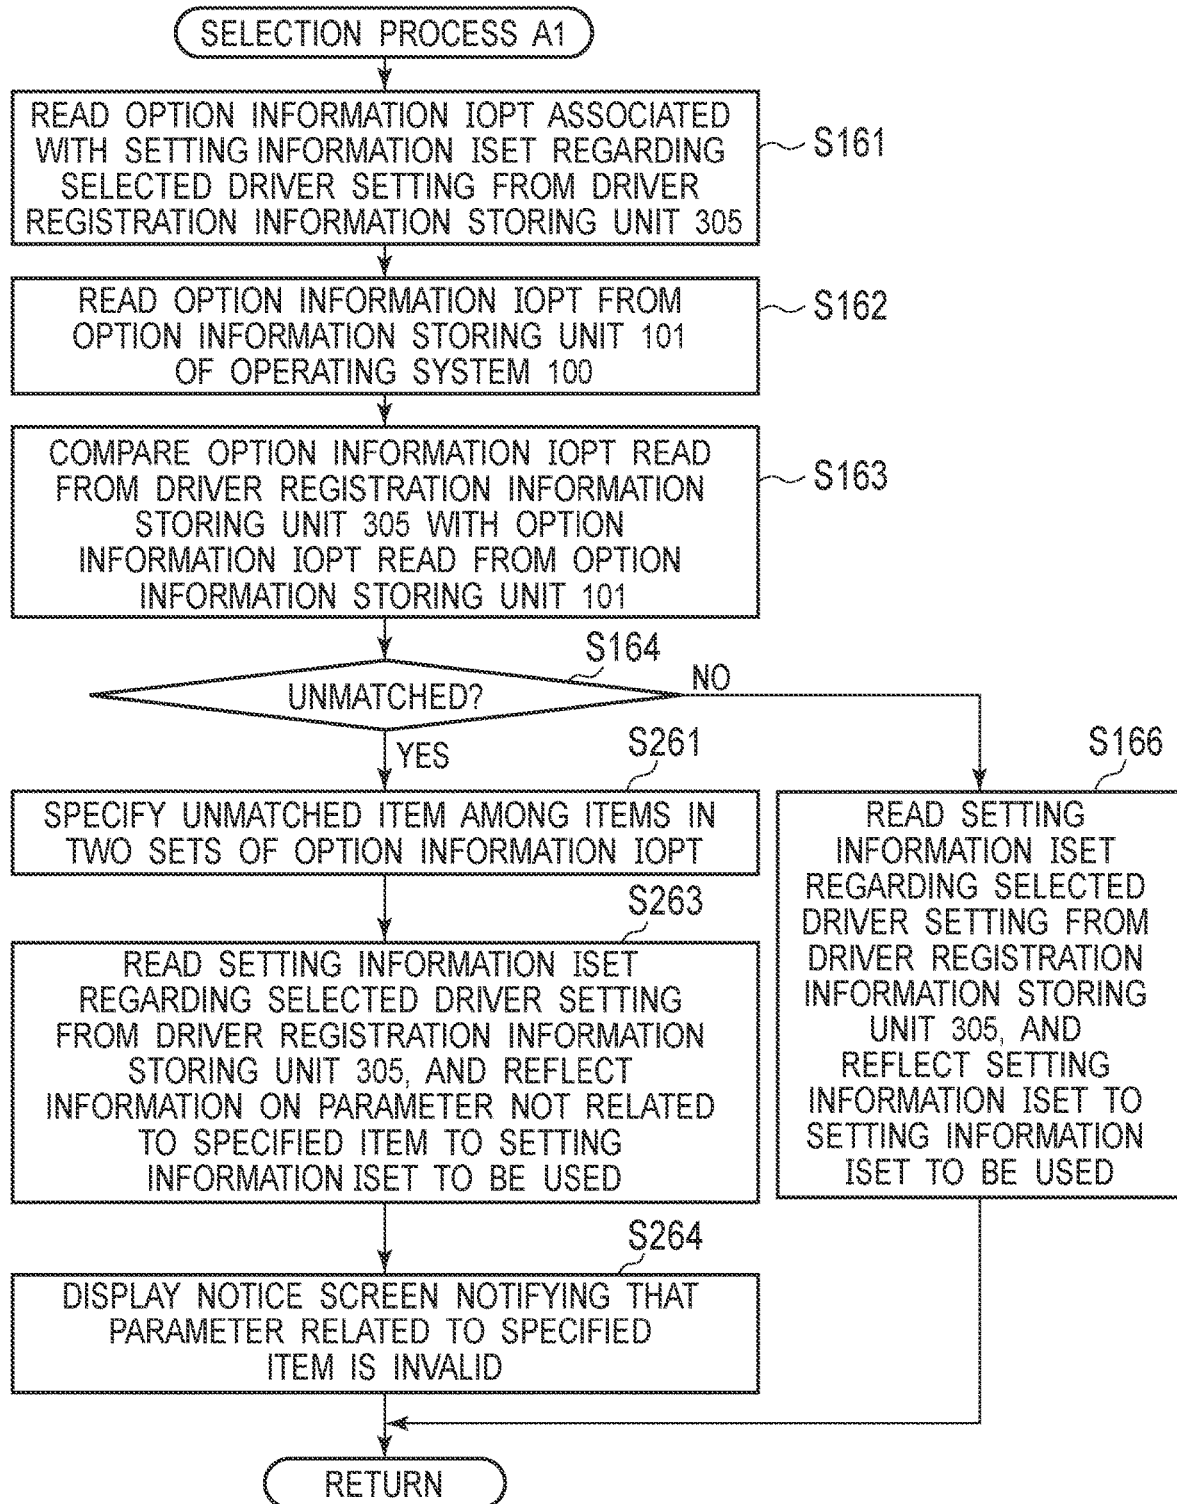 SELECTION PROCESS A1
READ OPTION INFORMATION IOPT ASSOCIATED
WITH SETTING INFORMATION ISET REGARDING
SELECTED DRIVER SETTING FROM DRIVER
REGISTRATION INFORMATION STORING UNIT 305
S161
READ OPTION INFORMATION IOPT FROM
OPTION INFORMATION STORING UNIT 101
OF OPERATING SYSTEM 100
S162
COMPARE OPTION INFORMATION IOPT READ
FROM DRIVER REGISTRATION INFORMATION
STORING UNIT 305 WITH OPTION
INFORMATION IOPT READ FROM OPTION
INFORMATION STORING UNIT 101
S163
S164
UNMATCHED?
NO
YES
S261
SPECIFY UNMATCHED ITEM AMONG ITEMS IN
TWO SETS OF OPTION INFORMATION IOPT
S166
READ SETTING
INFORMATION ISET
REGARDING SELECTED
DRIVER SETTING FROM
DRIVER REGISTRATION
INFORMATION STORING
UNIT 305, AND
REFLECT SETTING
INFORMATION ISET TO
SETTING INFORMATION
ISET TO BE USED
S263
READ SETTING INFORMATION ISET
REGARDING SELECTED DRIVER SETTING
FROM DRIVER REGISTRATION INFORMATION
STORING UNIT 305, AND REFLECT
INFORMATION ON PARAMETER NOT RELATED
TO SPECIFIED ITEM TO SETTING
INFORMATION ISET TO BE USED
S264
DISPLAY NOTICE SCREEN NOTIFYING THAT
PARAMETER RELATED TO SPECIFIED
ITEM IS INVALID
RETURN